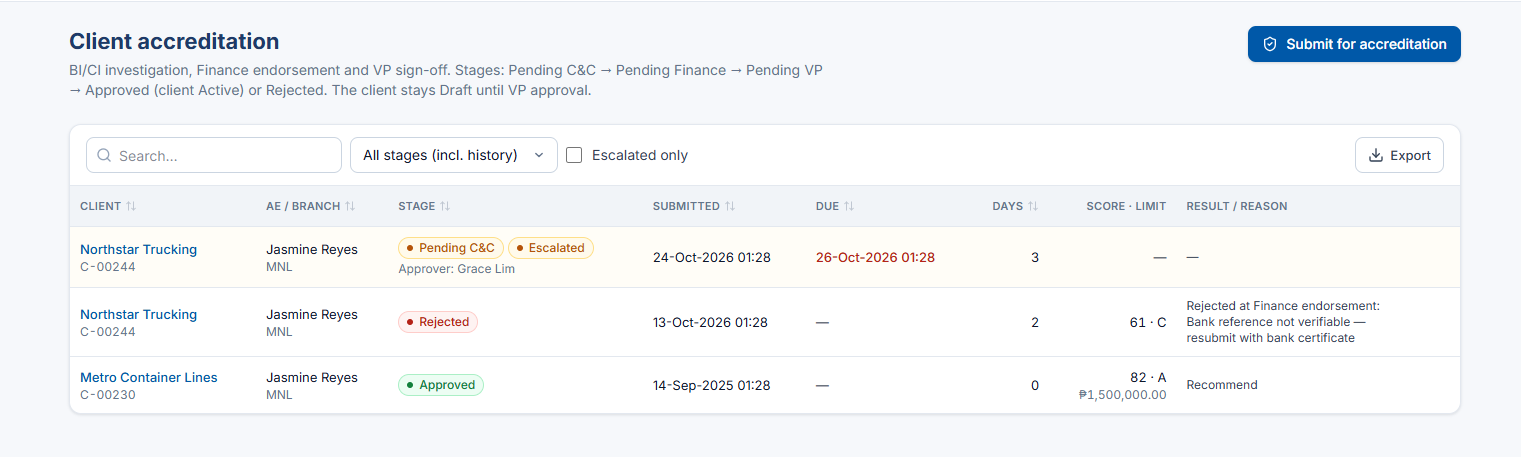 Client accreditation
Submit for accreditation
BI/CI investigation, Finance endorsement and VP sign-off. Stages: Pending C&C → Pending Finance → Pending VP
→ Approved (client Active) or Rejected. The client stays Draft until VP approval.
Search...
All stages (incl. history)
Escalated only
Export
CLIENT AE / BRANCH STAGE SUBMITTED DUE DAYS SCORE · LIMIT RESULT / REASON
Northstar Trucking
C-00244
Jasmine Reyes
MNL
Pending C&C Escalated
Approver: Grace Lim
24-Oct-2026 01:28
26-Oct-2026 01:28
3
—
—
Northstar Trucking
C-00244
Jasmine Reyes
MNL
Rejected
13-Oct-2026 01:28
—
2
61 · C
Rejected at Finance endorsement:
Bank reference not verifiable —
resubmit with bank certificate
Metro Container Lines
C-00230
Jasmine Reyes
MNL
Approved
14-Sep-2025 01:28
—
0
82 · A
₱1,500,000.00
Recommend